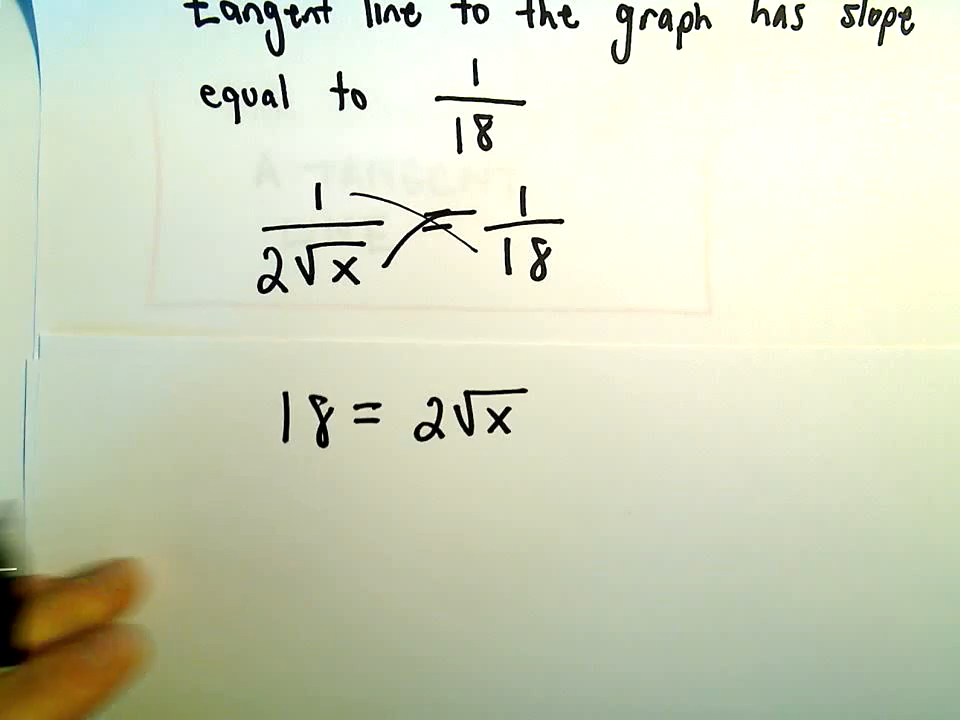 tangent line to the graph has slope
equal to 1/18
1/(2√x) = 1/18
18 = 2√x